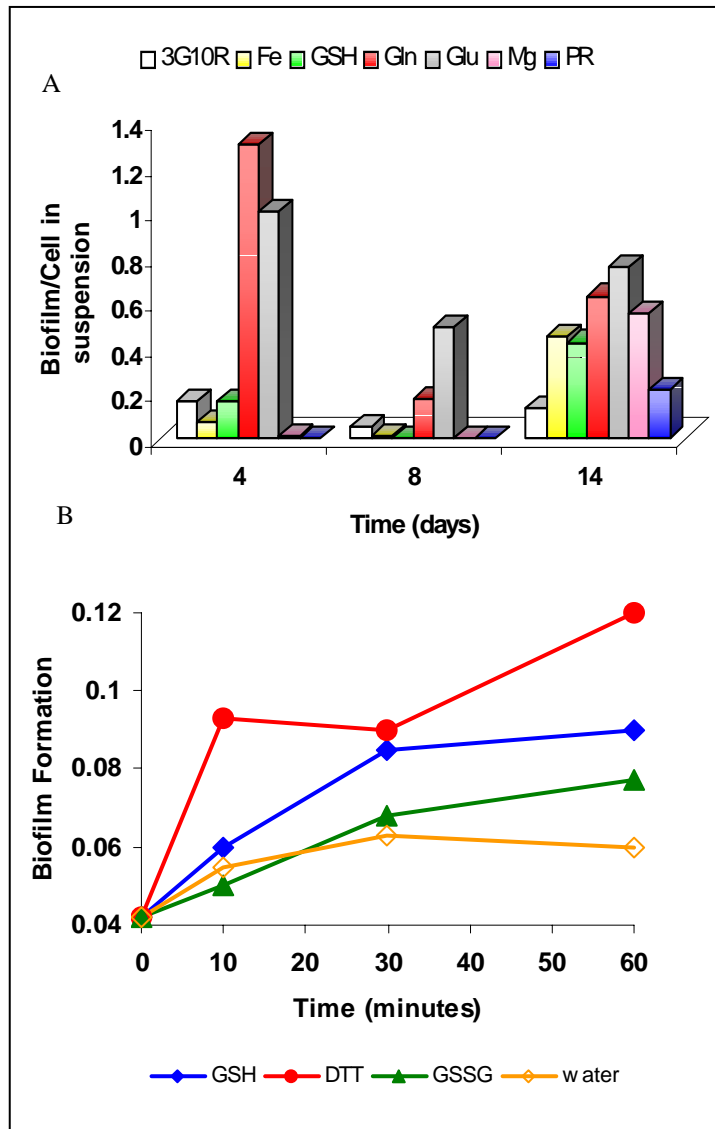 3G10R Fe GSH Gln Glu Mg PR
A
1.4
1.2
1
0.8
0.6
0.4
0.2
0
Biofilm/Cell in
suspension
4 8 14
Time (days)
B
0.12
0.1
0.08
0.06
0.04
Biofilm Formation
0 10 20 30 40 50 60
Time (minutes)
GSH DTT GSSG water